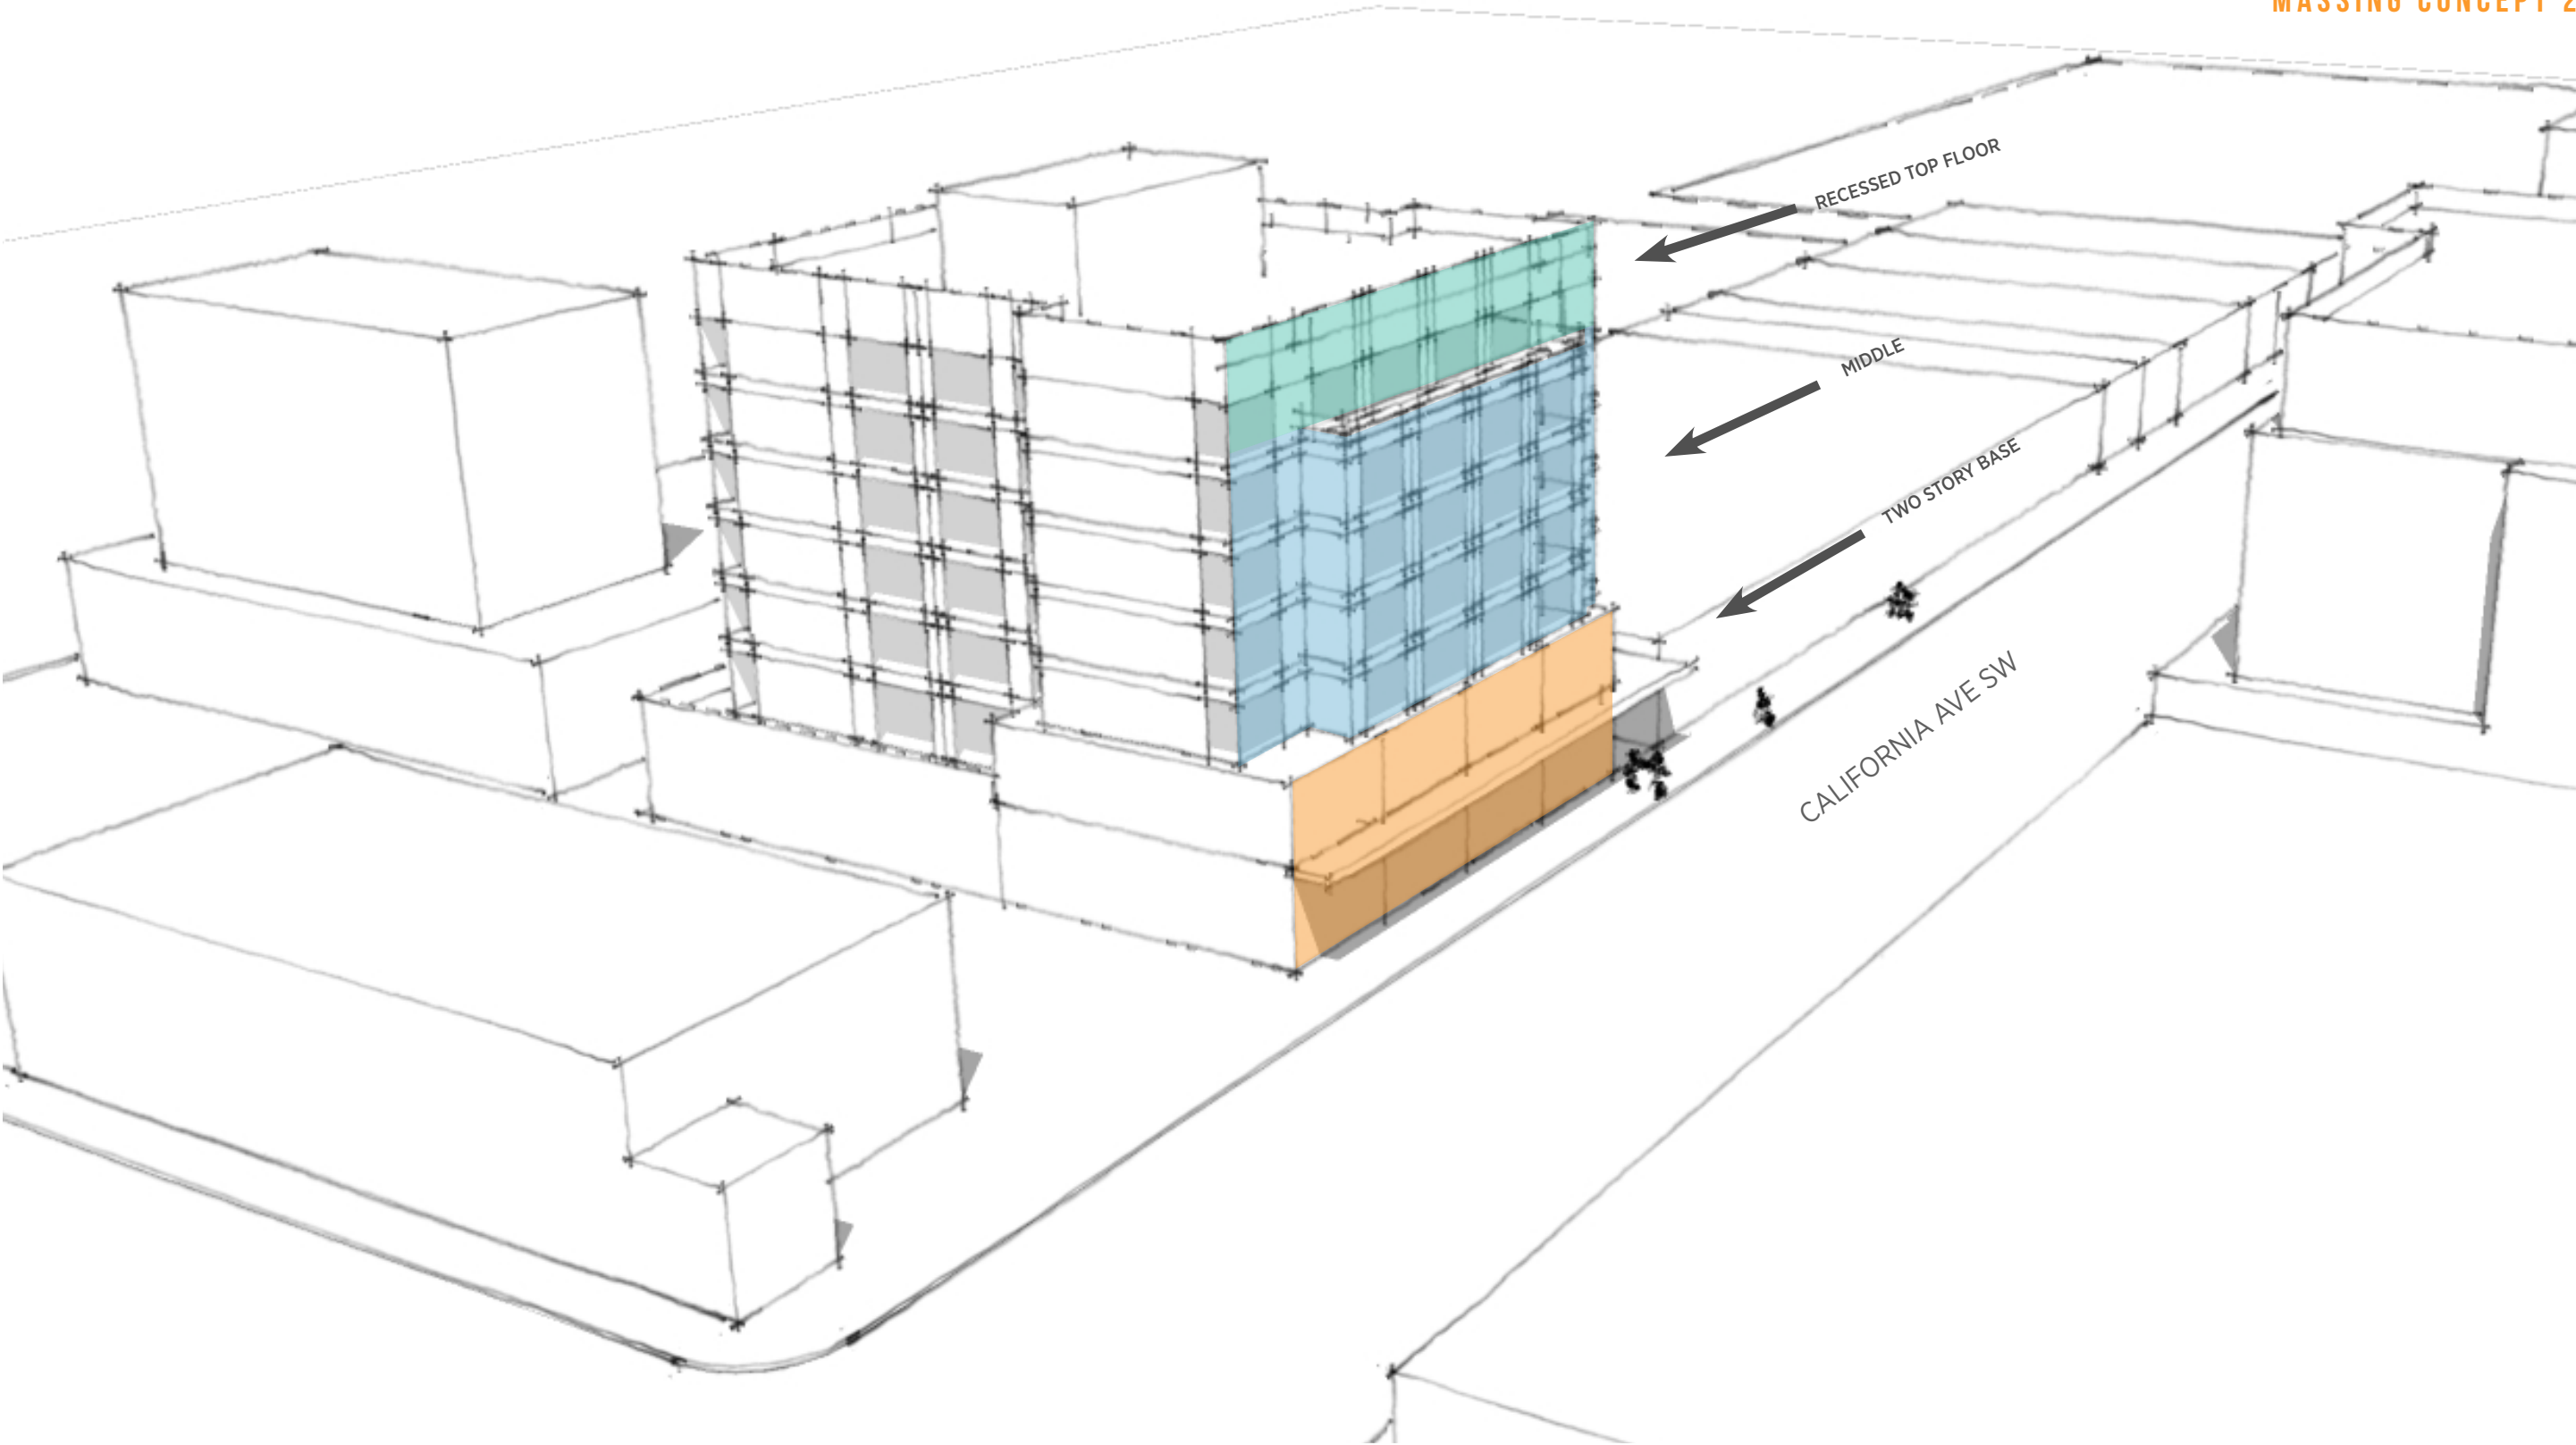 MASSING CONCEPT 2
RECESSED TOP FLOOR
MIDDLE
TWO STORY BASE
CALIFORNIA AVE SW